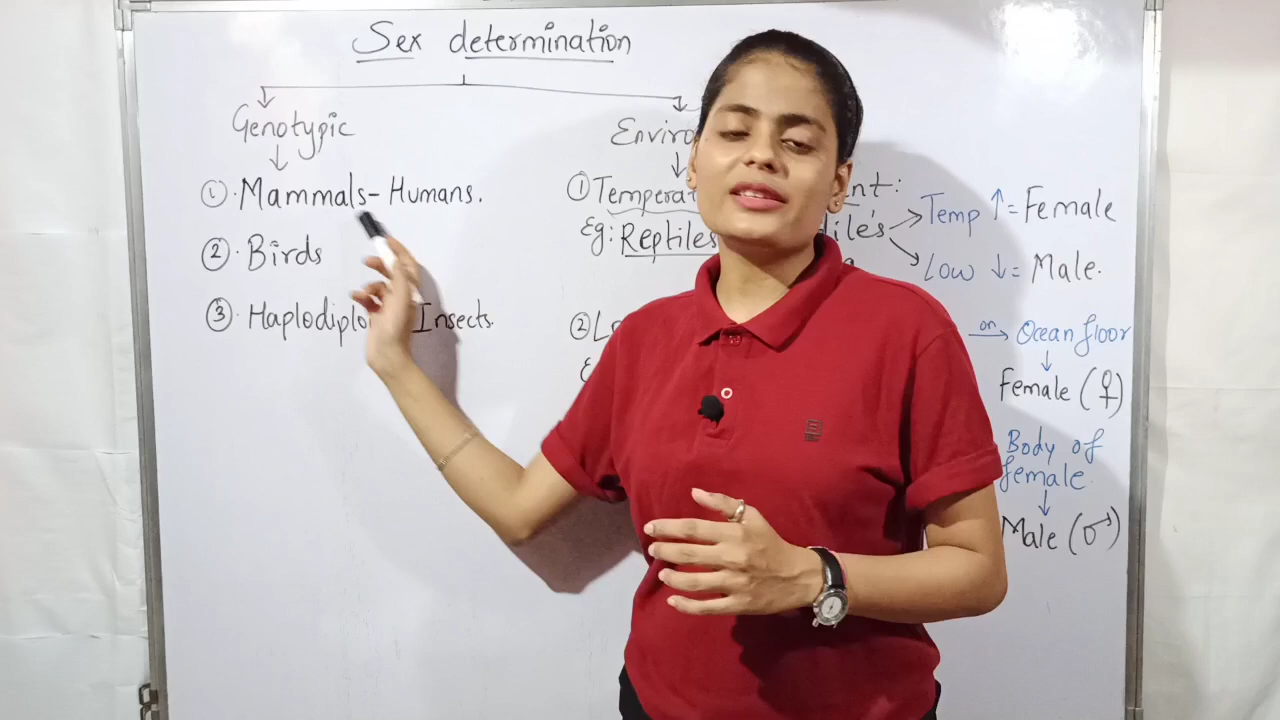 Sex determination
Genotypic
① Mammals - Humans.
② Birds
③ Haplodiplo Insects.
Enviro
① Temperat nt:
Eg: Reptiles ile's
Temp ↑ = Female
Low ↓ = Male.
②
on → Ocean floor
↓
Female (♀)
Body of
female.
↓
Male (♂)